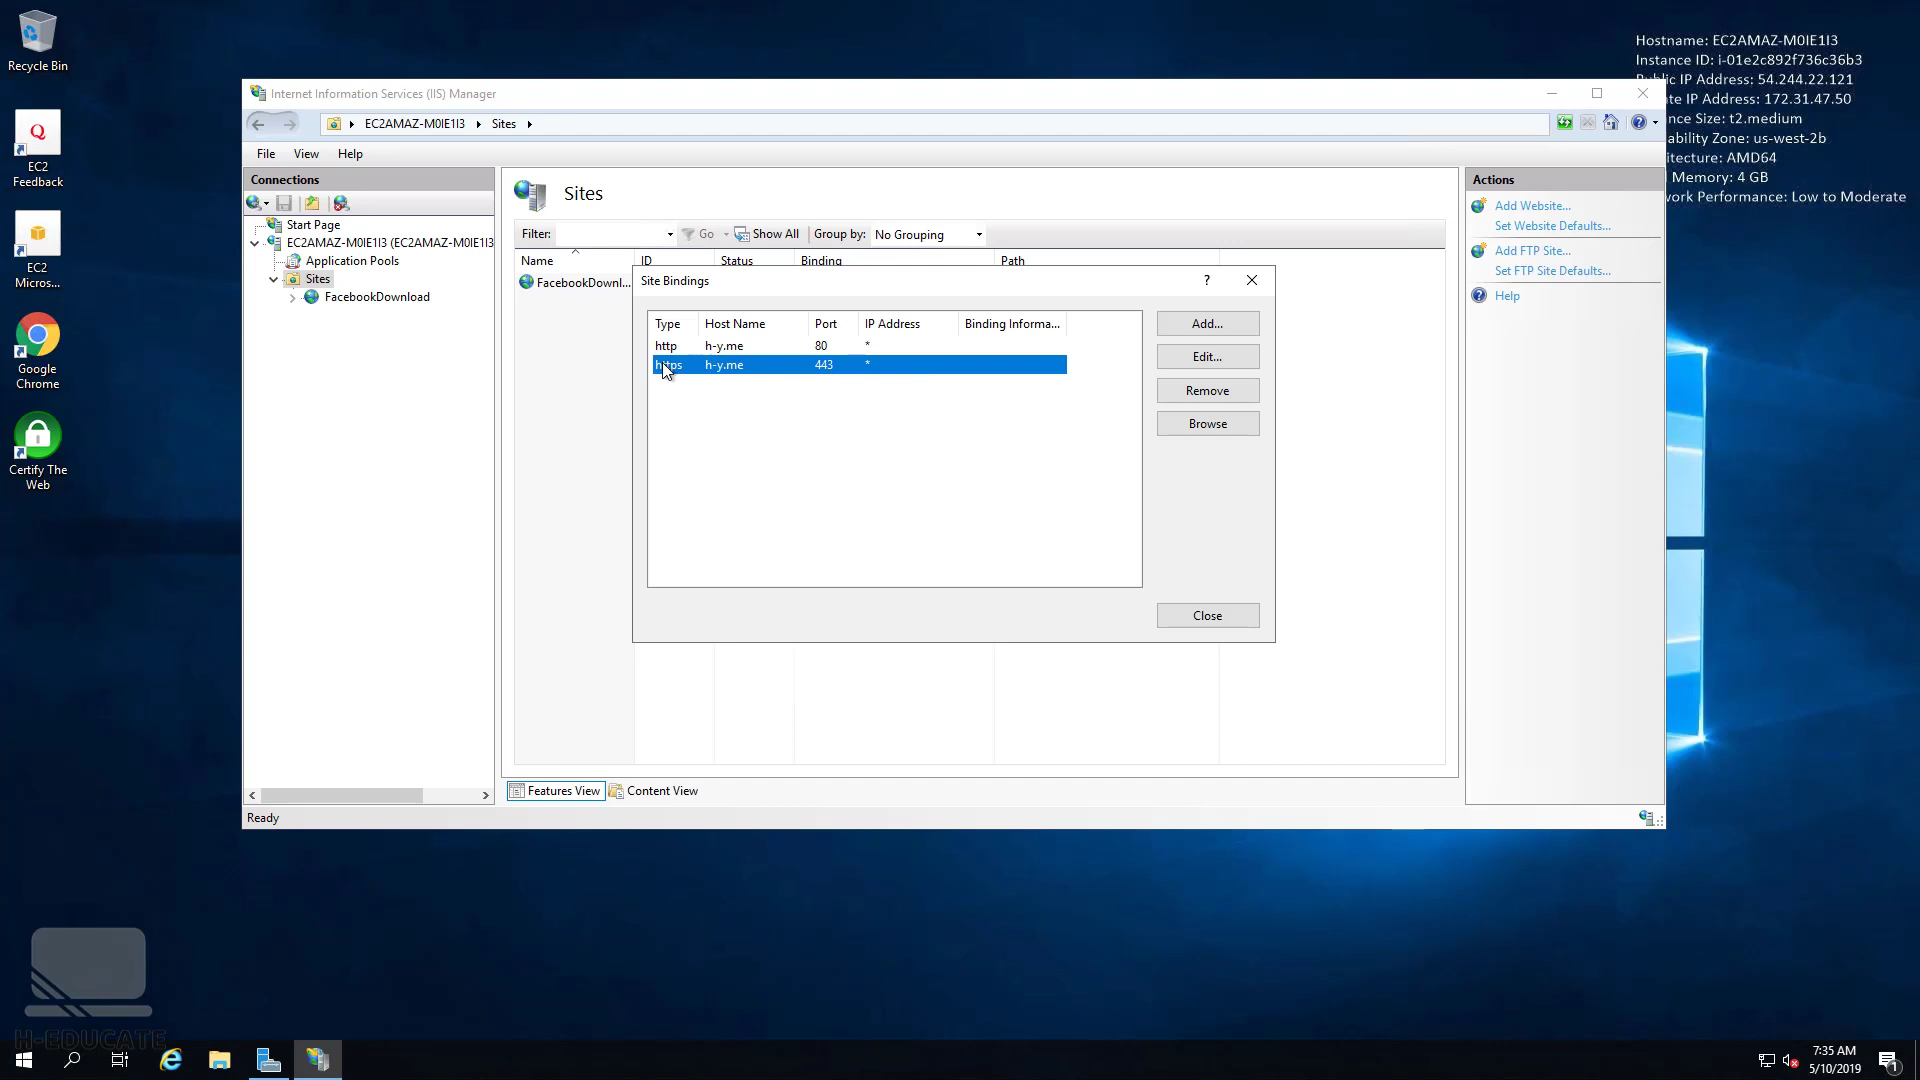 Recycle Bin
EC2
Feedback
EC2
Micros...
Google
Chrome
Certify The
Web
Hostname: EC2AMAZ-M0IE1I3
Instance ID: i-01e2c892f736c36b3
Public IP Address: 54.244.22.121
te IP Address: 172.31.47.50
nce Size: t2.medium
ability Zone: us-west-2b
itecture: AMD64
Memory: 4 GB
work Performance: Low to Moderate
Internet Information Services (IIS) Manager
EC2AMAZ-M0IE1I3
Sites
File
View
Help
Connections
Start Page
EC2AMAZ-M0IE1I3 (EC2AMAZ-M0IE1I3
Application Pools
Sites
FacebookDownload
Sites
Filter:
Go
Show All
Group by:
No Grouping
Name
ID
Status
Binding
Path
FacebookDownl...
Site Bindings
?
Type
Host Name
Port
IP Address
Binding Informa...
http
h-y.me
80
*
https
h-y.me
443
*
Add...
Edit...
Remove
Browse
Close
Features View
Content View
Actions
Add Website...
Set Website Defaults...
Add FTP Site...
Set FTP Site Defaults...
Help
Ready
H-EDUCATE
7:35 AM
5/10/2019
1